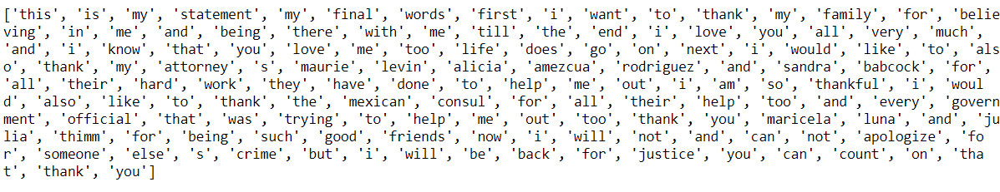 ['this', 'is', 'my', 'statement', 'my', 'final', 'words', 'first', 'i', 'want', 'to', 'thank', 'my', 'family', 'for', 'belie
ving', 'in', 'me', 'and', 'being', 'there', 'with', 'me', 'till', 'the', 'end', 'i', 'love', 'you', 'all', 'very', 'much',
'and', 'i', 'know', 'that', 'you', 'love', 'me', 'too', 'life', 'does', 'go', 'on', 'next', 'i', 'would', 'like', 'to', 'als
o', 'thank', 'my', 'attorney', 's', 'maurie', 'levin', 'alicia', 'amezcua', 'rodriguez', 'and', 'sandra', 'babcock', 'for',
'all', 'their', 'hard', 'work', 'they', 'have', 'done', 'to', 'help', 'me', 'out', 'i', 'am', 'so', 'thankful', 'i', 'woul
d', 'also', 'like', 'to', 'thank', 'the', 'mexican', 'consul', 'for', 'all', 'their', 'help', 'too', 'and', 'every', 'govern
ment', 'official', 'that', 'was', 'trying', 'to', 'help', 'me', 'out', 'too', 'thank', 'you', 'maricela', 'luna', 'and', 'ju
lia', 'thimm', 'for', 'being', 'such', 'good', 'friends', 'now', 'i', 'will', 'not', 'and', 'can', 'not', 'apologize', 'fo
r', 'someone', 'else', 's', 'crime', 'but', 'i', 'will', 'be', 'back', 'for', 'justice', 'you', 'can', 'count', 'on', 'tha
t', 'thank', 'you']